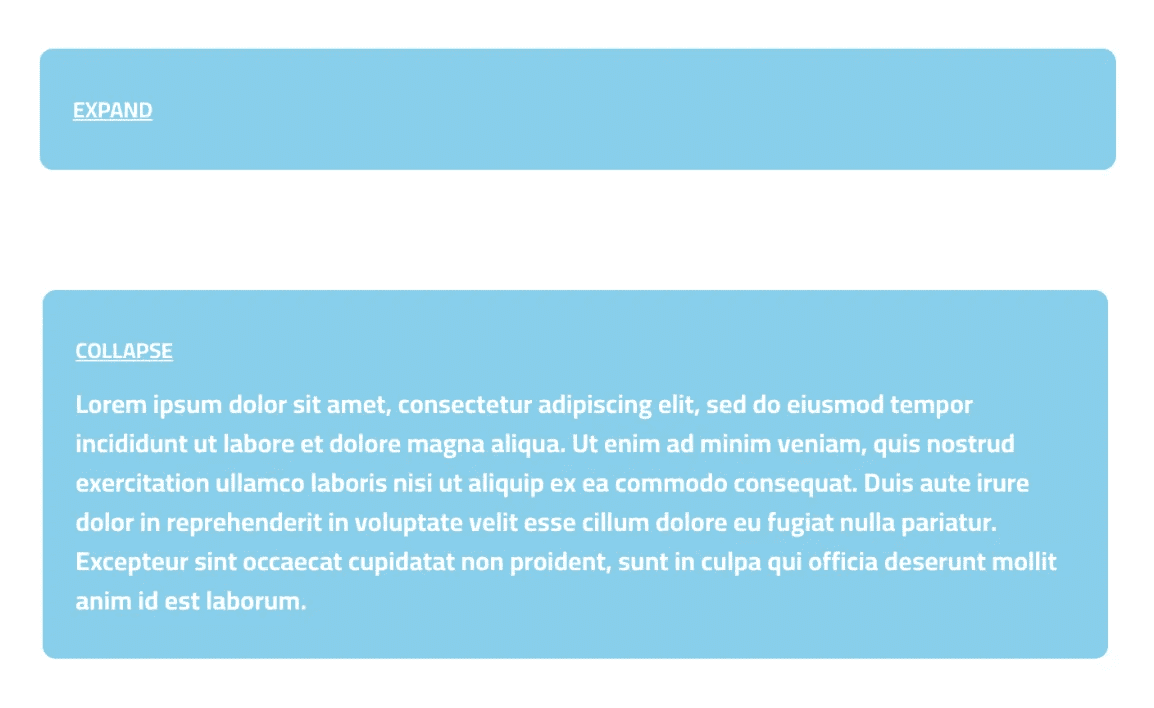 EXPAND
COLLAPSE
Lorem ipsum dolor sit amet, consectetur adipiscing elit, sed do eiusmod tempor
incididunt ut labore et dolore magna aliqua. Ut enim ad minim veniam, quis nostrud
exercitation ullamco laboris nisi ut aliquip ex ea commodo consequat. Duis aute irure
dolor in reprehenderit in voluptate velit esse cillum dolore eu fugiat nulla pariatur.
Excepteur sint occaecat cupidatat non proident, sunt in culpa qui officia deserunt mollit
anim id est laborum.